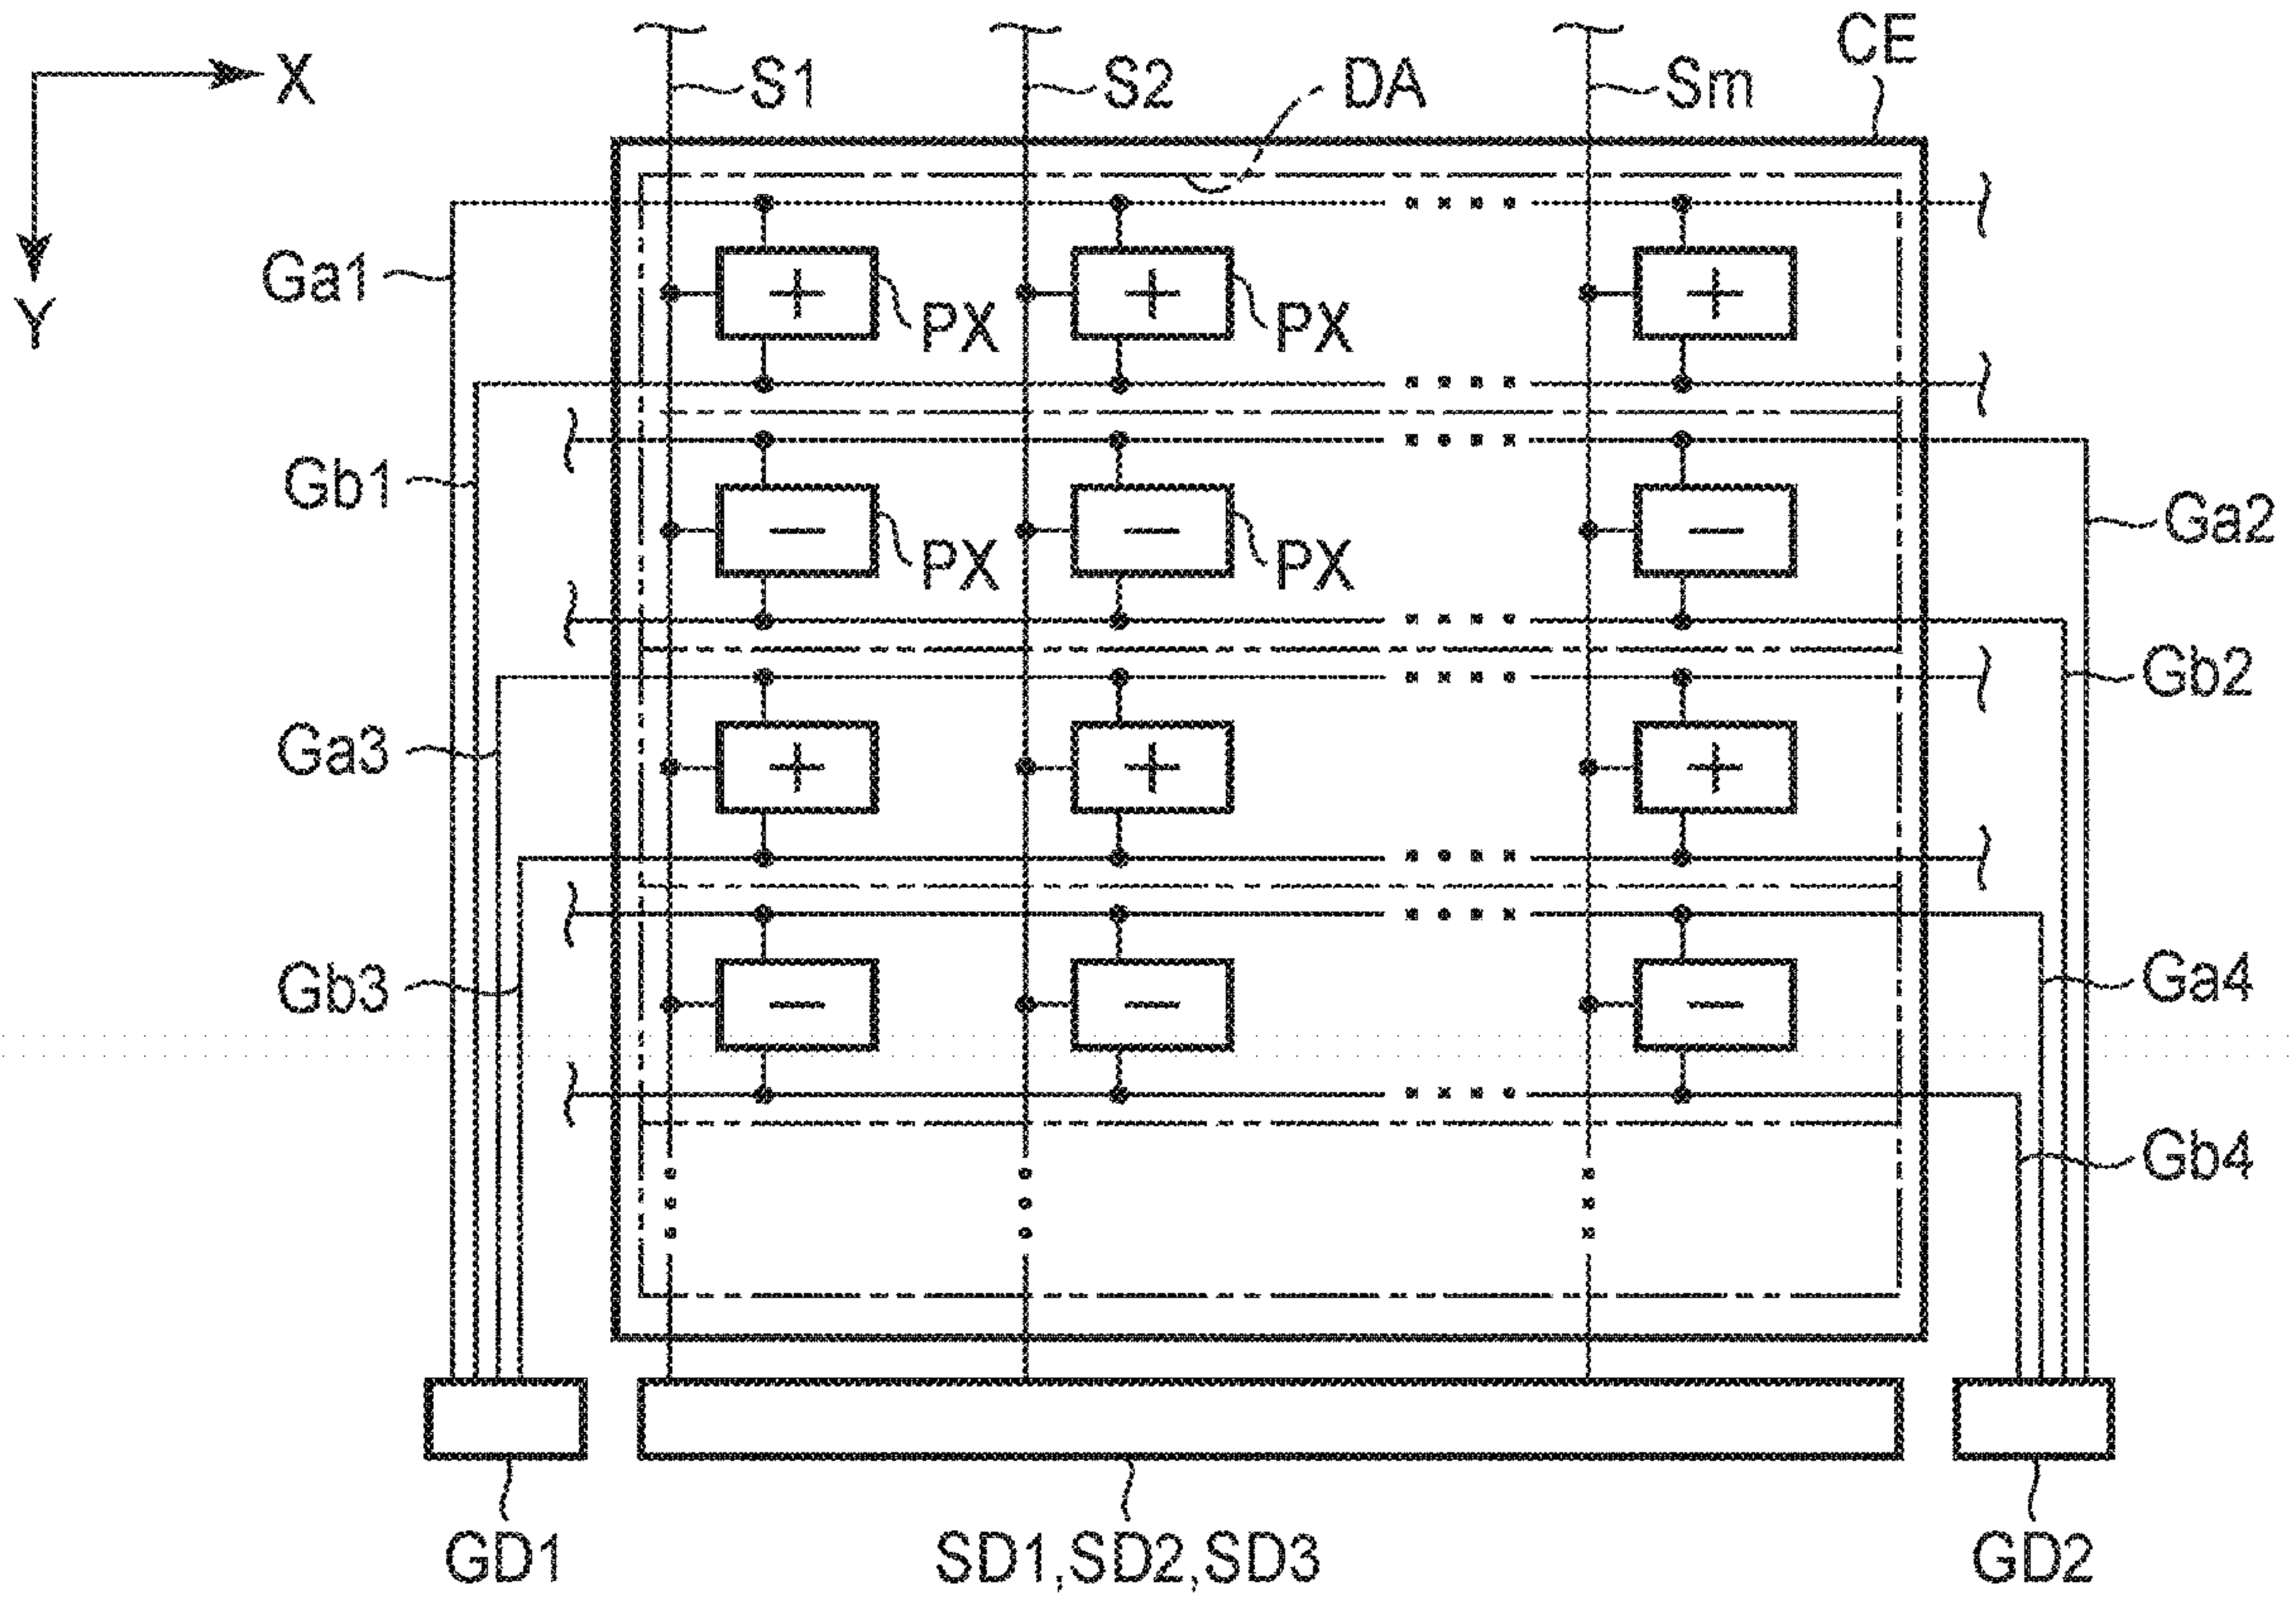 CE
X S1 S2 DA Sm
Y
Ga1
+ + +
PX PX
Gb1
− − −
Ga2
PX PX
Gb2
Ga3
+ + +
Gb3
− − −
Ga4
Gb4
GD1 SD1,SD2,SD3 GD2